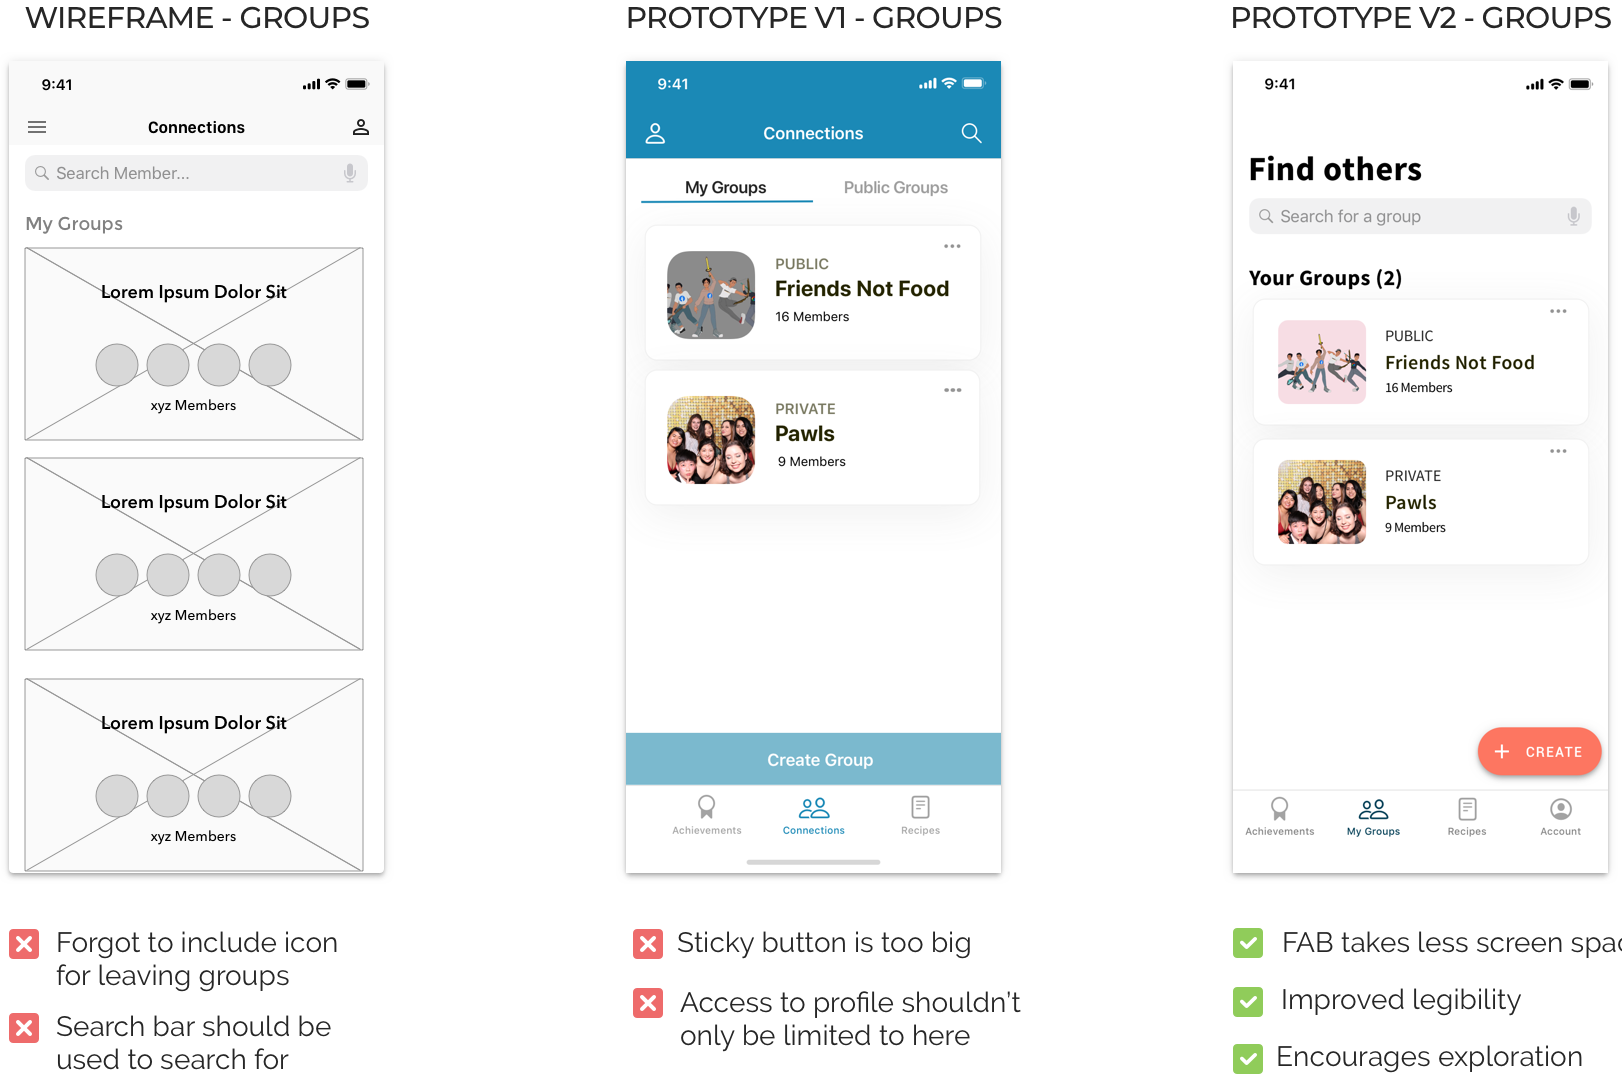 WIREFRAME - GROUPS
9:41
Connections
Search Member...
My Groups
Lorem Ipsum Dolor Sit
xyz Members
Lorem Ipsum Dolor Sit
xyz Members
Lorem Ipsum Dolor Sit
xyz Members
Forgot to include icon
for leaving groups
Search bar should be
used to search for
PROTOTYPE V1 - GROUPS
9:41
Connections
My Groups
Public Groups
PUBLIC
Friends Not Food
16 Members
PRIVATE
Pawls
9 Members
Create Group
Achievements
Connections
Recipes
Sticky button is too big
Access to profile shouldn't
only be limited to here
PROTOTYPE V2 - GROUPS
9:41
Find others
Search for a group
Your Groups (2)
PUBLIC
Friends Not Food
16 Members
PRIVATE
Pawls
9 Members
+ CREATE
Achievements
My Groups
Recipes
Account
FAB takes less screen
Improved legibility
Encourages exploration